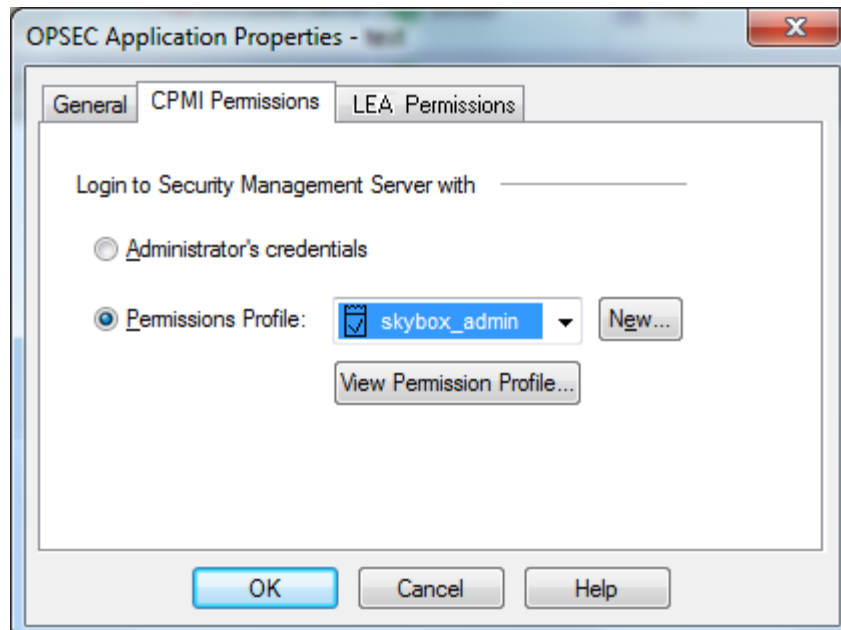 OPSEC Application Properties -
General CPMI Permissions LEA Permissions
Login to Security Management Server with
Administrator's credentials
Permissions Profile: skybox_admin New...
View Permission Profile...
OK Cancel Help